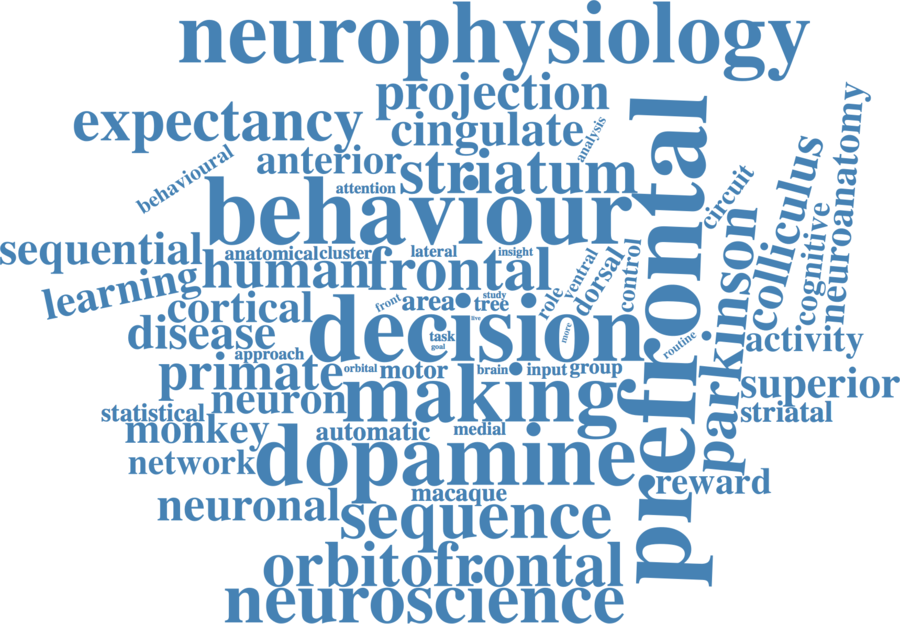 neurophysiology
projection
expectancy
cingulate
analysis
anterior
striatum
behavioural
attention
behaviour
prefrontal
circuit
colliculus
neuroanatomy
cognitive
parkinson
sequential
anatomical
cluster
lateral
insight
learning
human
frontal
ventral
dorsal
control
role
cortical
front
area
study
tree
disease
decision
live
more
task
goal
routine
activity
approach
primate
orbital
motor
brain
input
group
superior
neuron
making
statistical
striatal
monkey
automatic
medial
network
dopamine
reward
macaque
neuronal
sequence
orbitofrontal
neuroscience